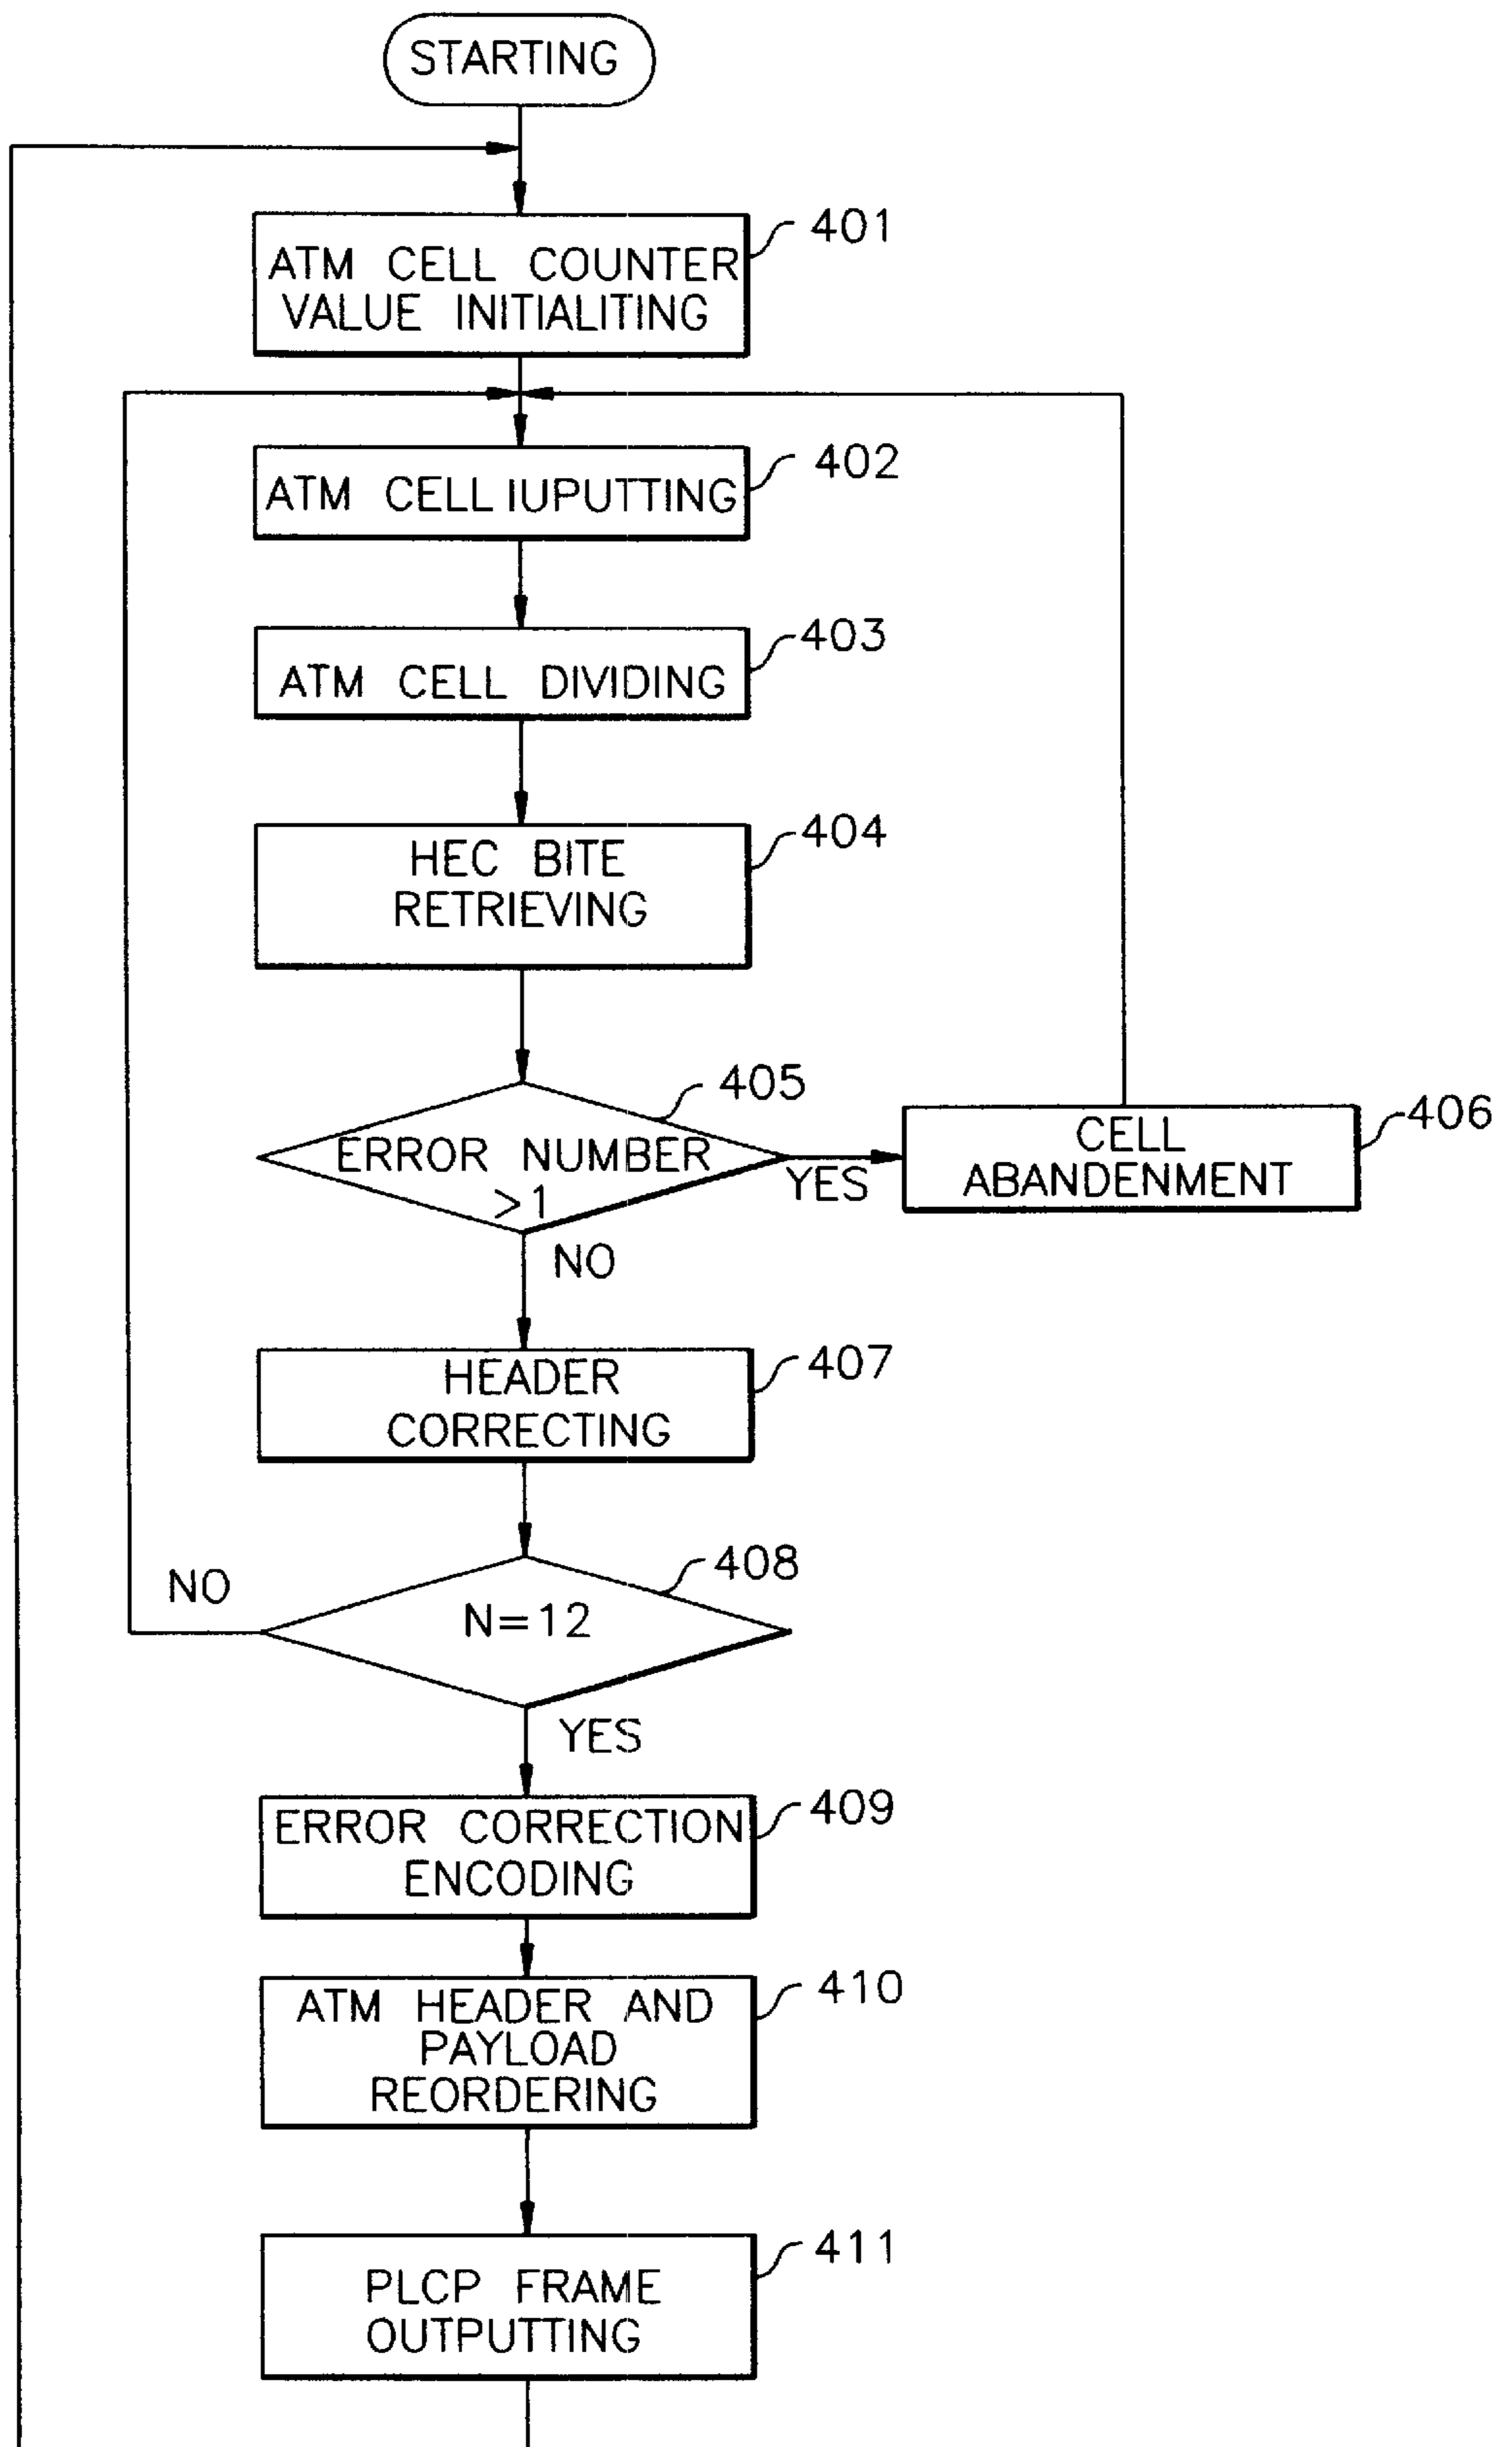 STARTING
401
ATM CELL COUNTER
VALUE INITIALITING
402
ATM CELL IUPUTTING
403
ATM CELL DIVIDING
404
HEC BITE
RETRIEVING
405
ERROR NUMBER
>1
YES
NO
406
CELL
ABANDENMENT
407
HEADER
CORRECTING
408
N=12
NO
YES
409
ERROR CORRECTION
ENCODING
410
ATM HEADER AND
PAYLOAD
REORDERING
411
PLCP FRAME
OUTPUTTING